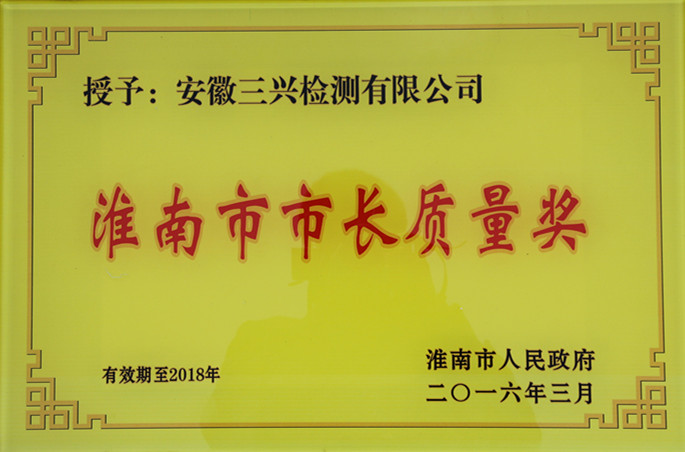 授予：安徽三兴检测有限公司
淮南市市长质量奖
有效期至2018年
淮南市人民政府
二〇一六年三月